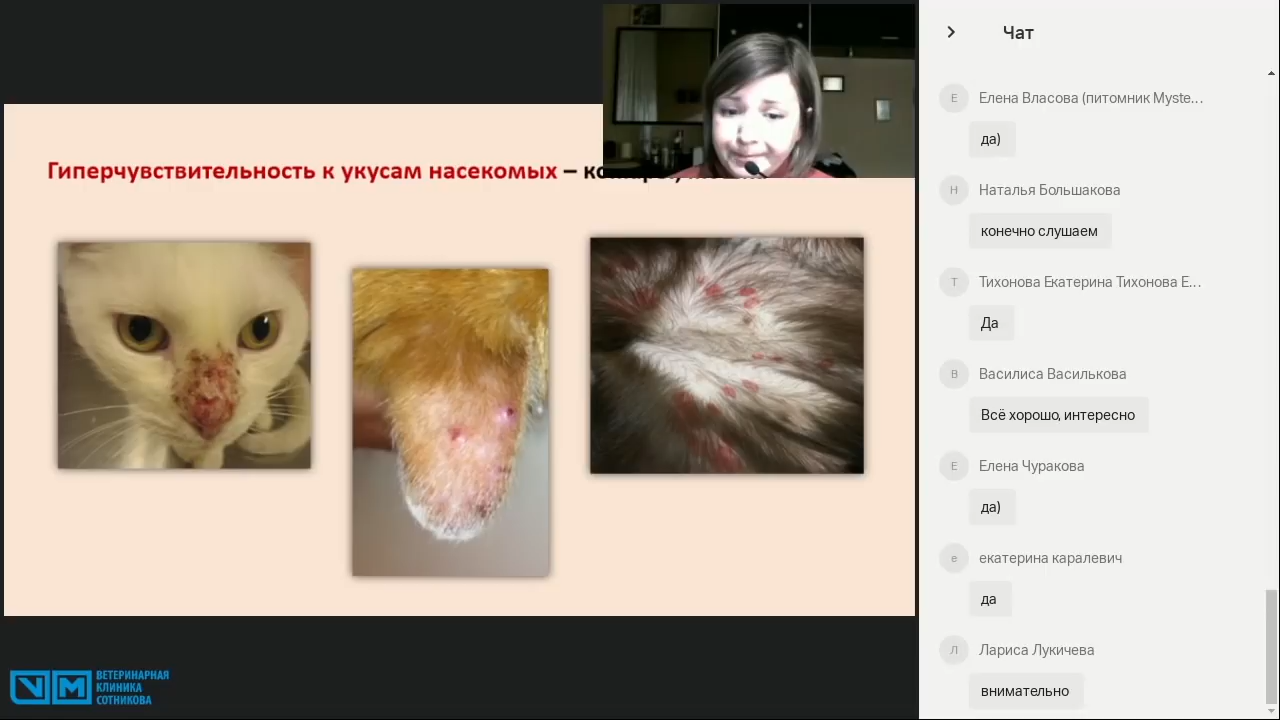 Гиперчувствительность к укусам насекомых –
ВЕТЕРИНАРНАЯ
КЛИНИКА
СОТНИКОВА
Чат
Е
Елена Власова (питомник Myste...
да)
Н
Наталья Большакова
конечно слушаем
Т
Тихонова Екатерина Тихонова Е...
Да
В
Василиса Василькова
Всё хорошо, интересно
Е
Елена Чуракова
да)
е
екатерина каралевич
да
Л
Лариса Лукичева
внимательно